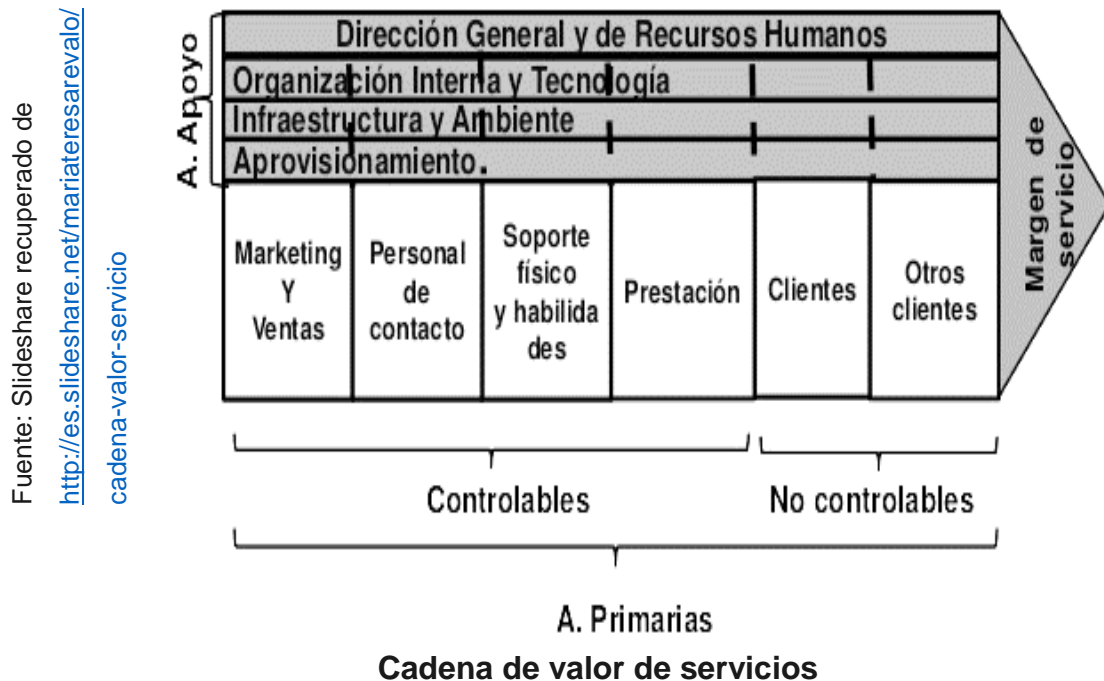 Fuente: Slideshare recuperado de
http://es.slideshare.net/mariateresarevalo/
cadena-valor-servicio
A. Apoyo
Dirección General y de Recursos Humanos
Organización Interna y Tecnología
Infraestructura y Ambiente
Aprovisionamiento.
Marketing
Y
Ventas
Personal
de
contacto
Soporte
físico
y habilida
des
Prestación
Clientes
Otros
clientes
Margen de
servicio
Controlables
No controlables
A. Primarias
Cadena de valor de servicios